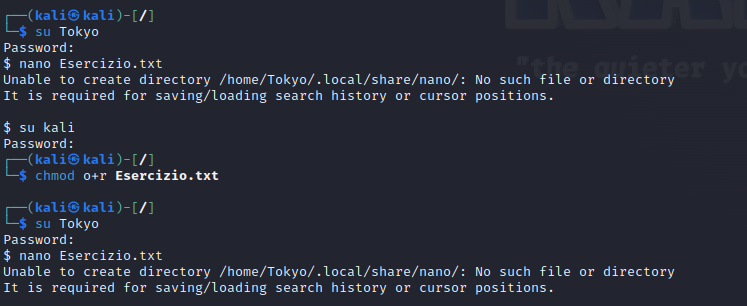 ┌──(kali㉿kali)-[/]
└─$ su Tokyo
Password:
$ nano Esercizio.txt
Unable to create directory /home/Tokyo/.local/share/nano/: No such file or directory
It is required for saving/loading search history or cursor positions.
$ su kali
Password:
┌──(kali㉿kali)-[/]
└─$ chmod o+r Esercizio.txt
┌──(kali㉿kali)-[/]
└─$ su Tokyo
Password:
$ nano Esercizio.txt
Unable to create directory /home/Tokyo/.local/share/nano/: No such file or directory
It is required for saving/loading search history or cursor positions.
"the quieter yo